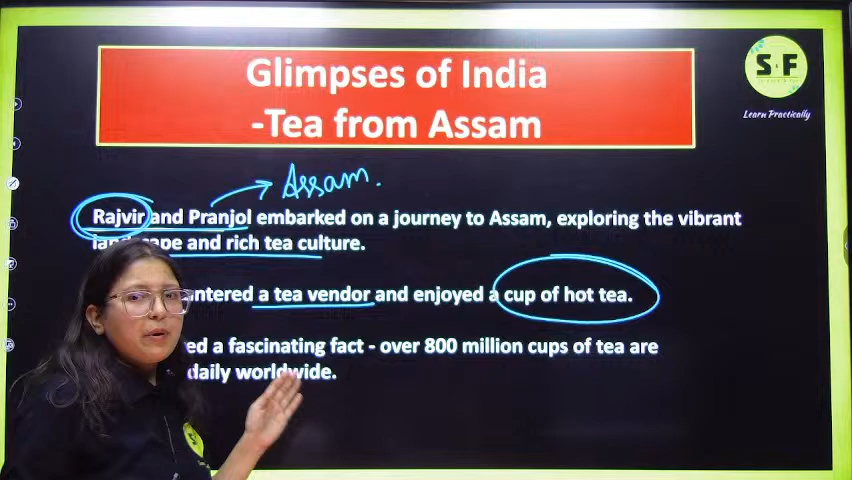 Glimpses of India
-Tea from Assam
S F
Learn Practically
Assam.
Rajvir and Pranjol embarked on a journey to Assam, exploring the vibrant
and rich tea culture.
a tea vendor and enjoyed a cup of hot tea.
a fascinating fact - over 800 million cups of tea are
daily worldwide.